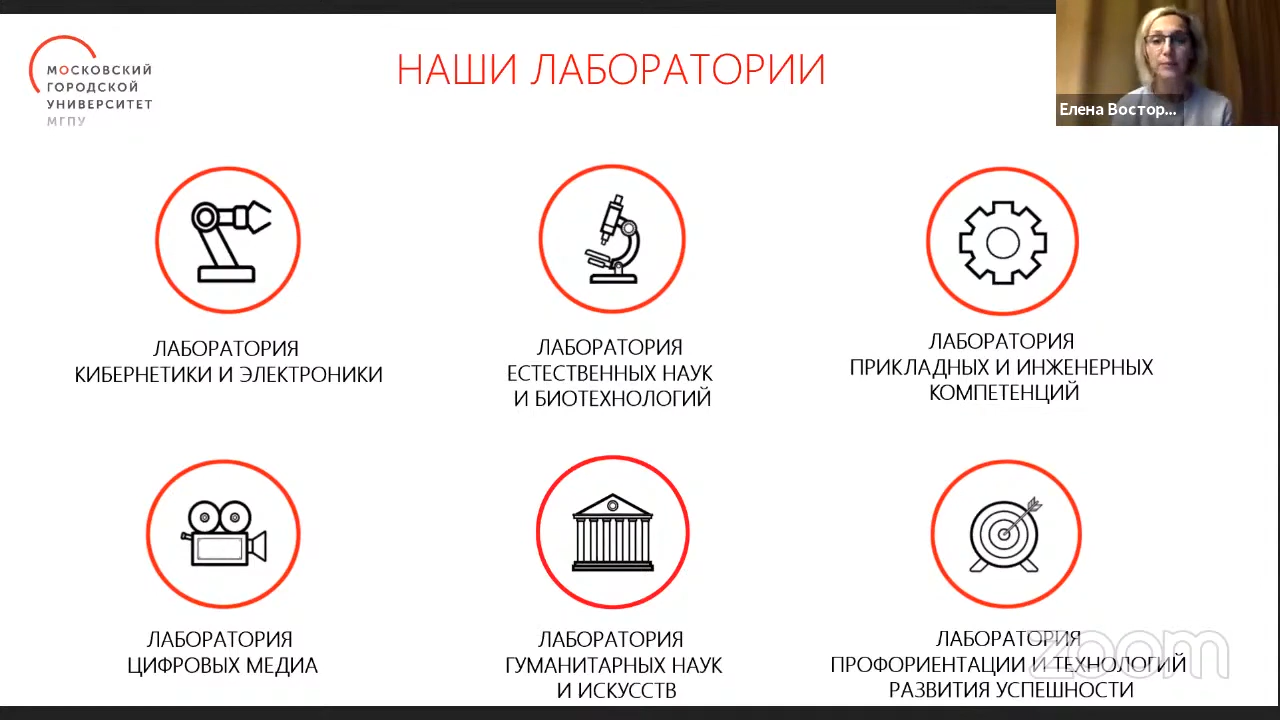 МОСКОВСКИЙ
ГОРОДСКОЙ
УНИВЕРСИТЕТ
МГПУ
НАШИ ЛАБОРАТОРИИ
Елена Востор...
ЛАБОРАТОРИЯ
КИБЕРНЕТИКИ И ЭЛЕКТРОНИКИ
ЛАБОРАТОРИЯ
ЕСТЕСТВЕННЫХ НАУК
И БИОТЕХНОЛОГИЙ
ЛАБОРАТОРИЯ
ПРИКЛАДНЫХ И ИНЖЕНЕРНЫХ
КОМПЕТЕНЦИЙ
ЛАБОРАТОРИЯ
ЦИФРОВЫХ МЕДИА
ЛАБОРАТОРИЯ
ГУМАНИТАРНЫХ НАУК
И ИСКУССТВ
ЛАБОРАТОРИЯ
ПРОФОРИЕНТАЦИИ И ТЕХНОЛОГИЙ
РАЗВИТИЯ УСПЕШНОСТИ
zoom